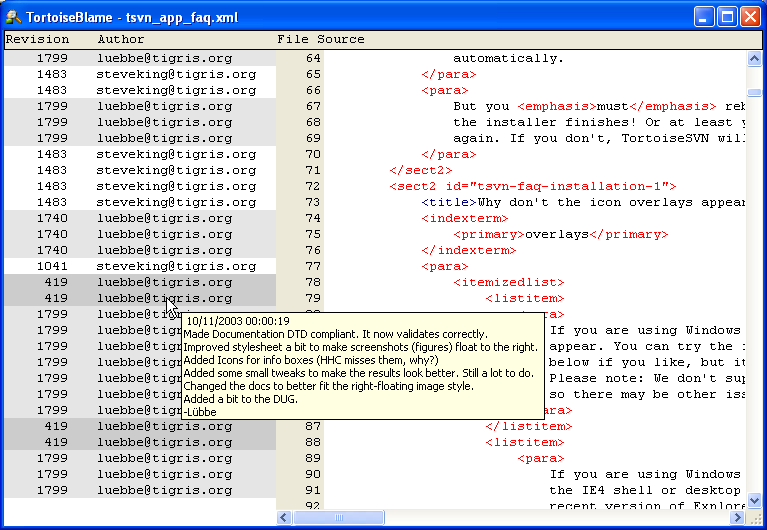 TortoiseBlame - tsvn_app_faq.xml
Revision Author File Source
1799 luebbe@tigris.org 64 automatically.
1483 steveking@tigris.org 65 </para>
1483 steveking@tigris.org 66 <para>
1799 luebbe@tigris.org 67 But you <emphasis>must</emphasis> reb
1799 luebbe@tigris.org 68 the installer finishes! Or at least y
1799 luebbe@tigris.org 69 again. If you don't, TortoiseSVN wil
1483 steveking@tigris.org 70 </para>
1483 steveking@tigris.org 71 </sect2>
1483 steveking@tigris.org 72 <sect2 id="tsvn-faq-installation-1">
1483 steveking@tigris.org 73 <title>Why don't the icon overlays appear
1740 luebbe@tigris.org 74 <indexterm>
1740 luebbe@tigris.org 75 <primary>overlays</primary>
1740 luebbe@tigris.org 76 </indexterm>
1041 steveking@tigris.org 77 <para>
419 luebbe@tigris.org 78 <itemizedlist>
419 luebbe@tigris.org 79 <listitem>
1799 luebbe@tig ra>
10/11/2003 00:00:19
Made Documentation DTD compliant. It now validates correctly.
Improved stylesheet a bit to make screenshots (figures) float to the right.
Added Icons for info boxes (HHC misses them, why?)
Added some small tweaks to make the results look better. Still a lot to do.
Changed the docs to better fit the right-floating image style.
Added a bit to the DUG.
-Lübbe
1799 luebbe@tig If you are using Windows
1799 luebbe@tig appear. You can try the
1799 luebbe@tig below if you like, but it
1799 luebbe@tig Please note: We don't sup
1799 luebbe@tig so there may be other iss
1799 luebbe@tig ara>
419 luebbe@tigris.org 87 </listitem>
419 luebbe@tigris.org 88 <listitem>
1799 luebbe@tigris.org 89 <para>
1799 luebbe@tigris.org 90 If you are using Windows
1799 luebbe@tigris.org 91 the IE4 shell or desktop
92 recent version of Explore